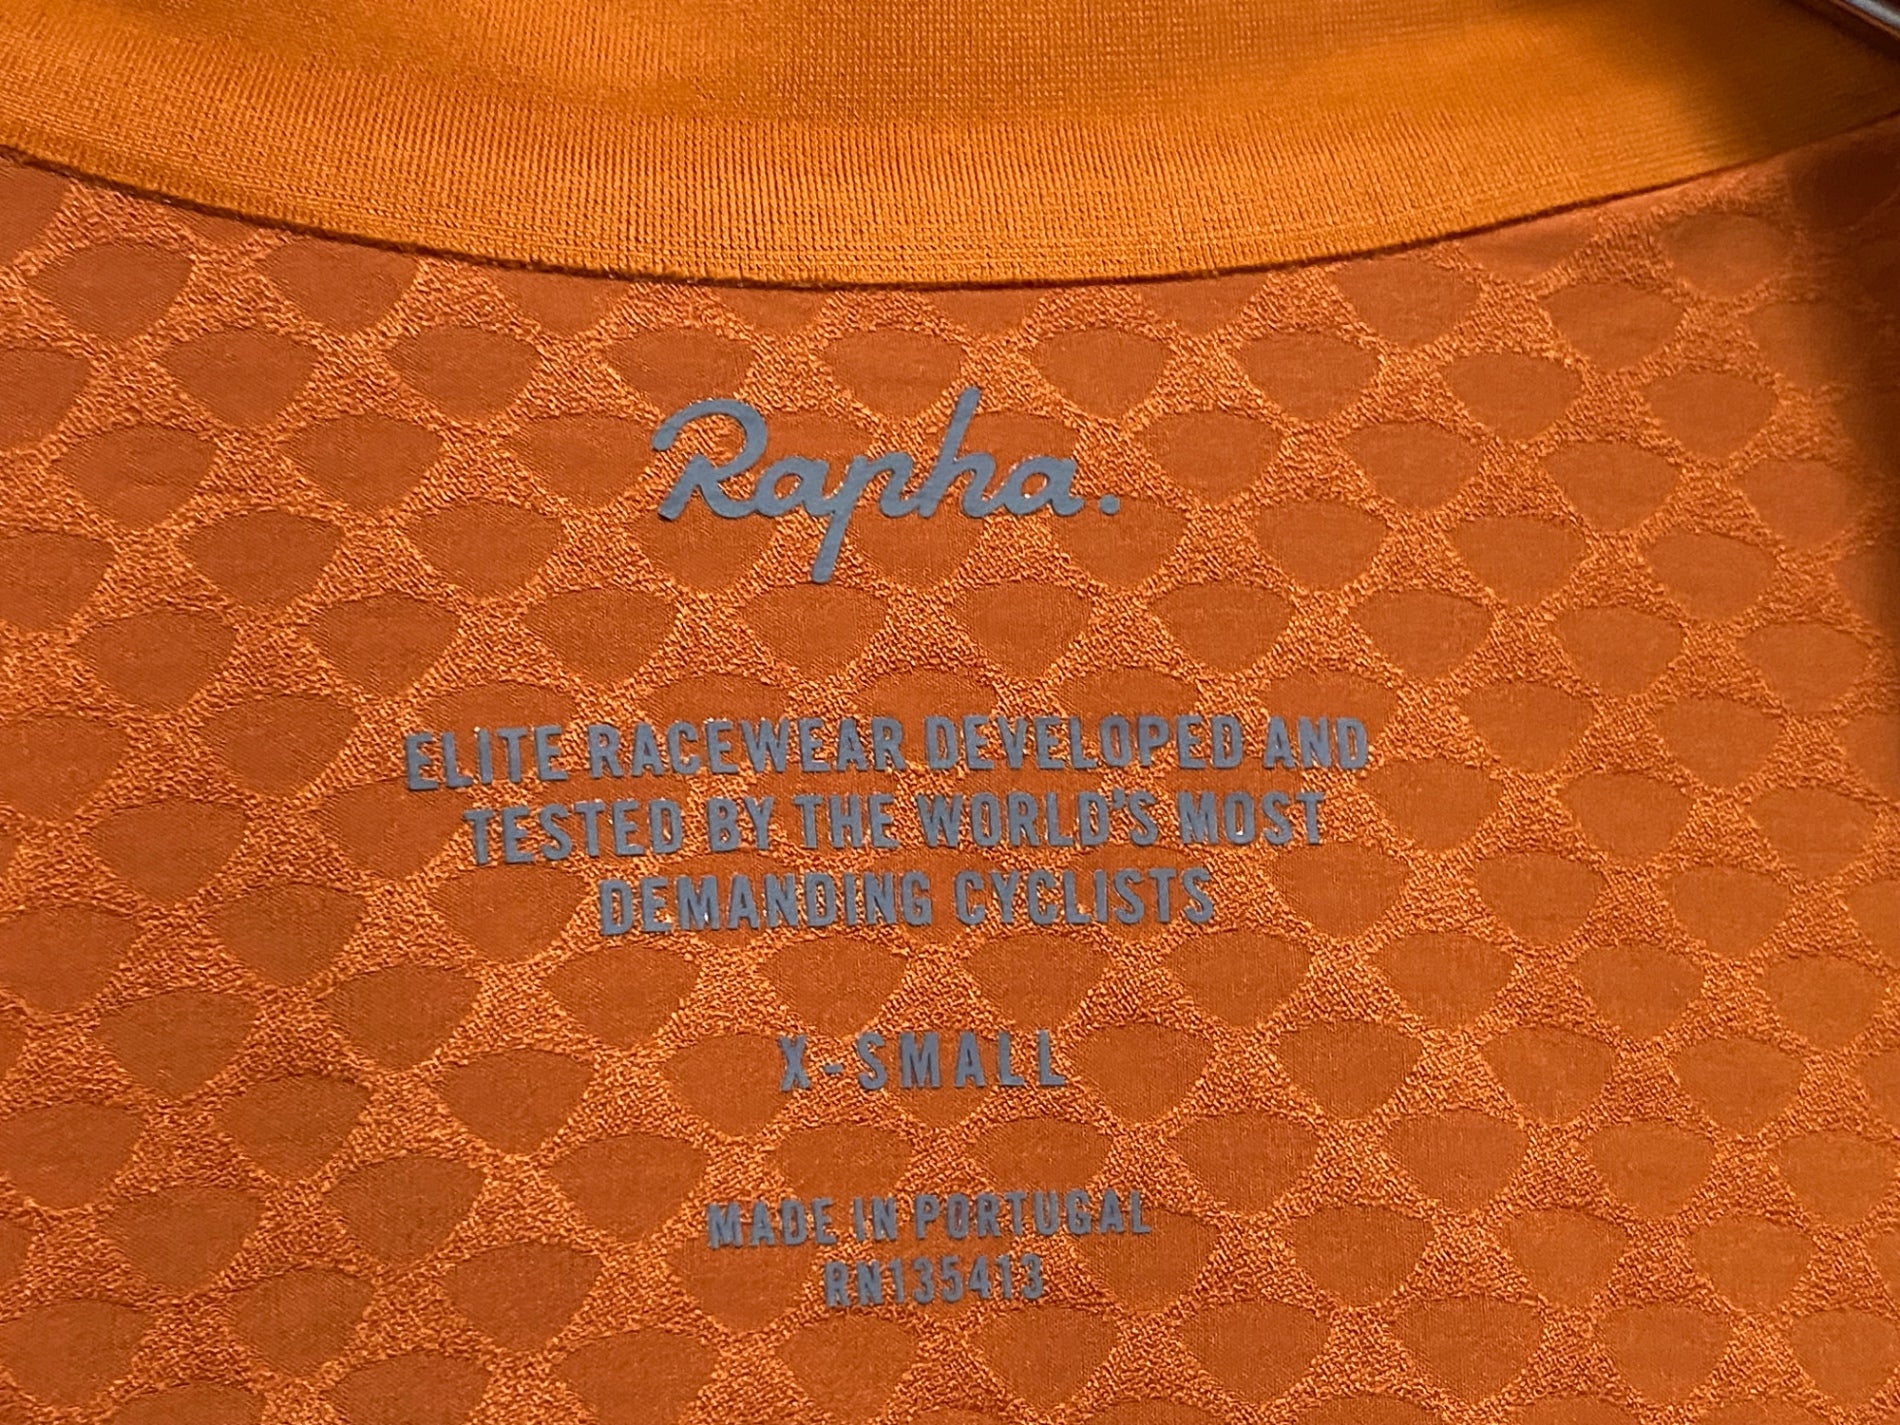 Rapha.
ELITE RACEWEAR DEVELOPED AND
TESTED BY THE WORLD'S MOST
DEMANDING CYCLISTS
X-SMALL
MADE IN PORTUGAL
RN135413